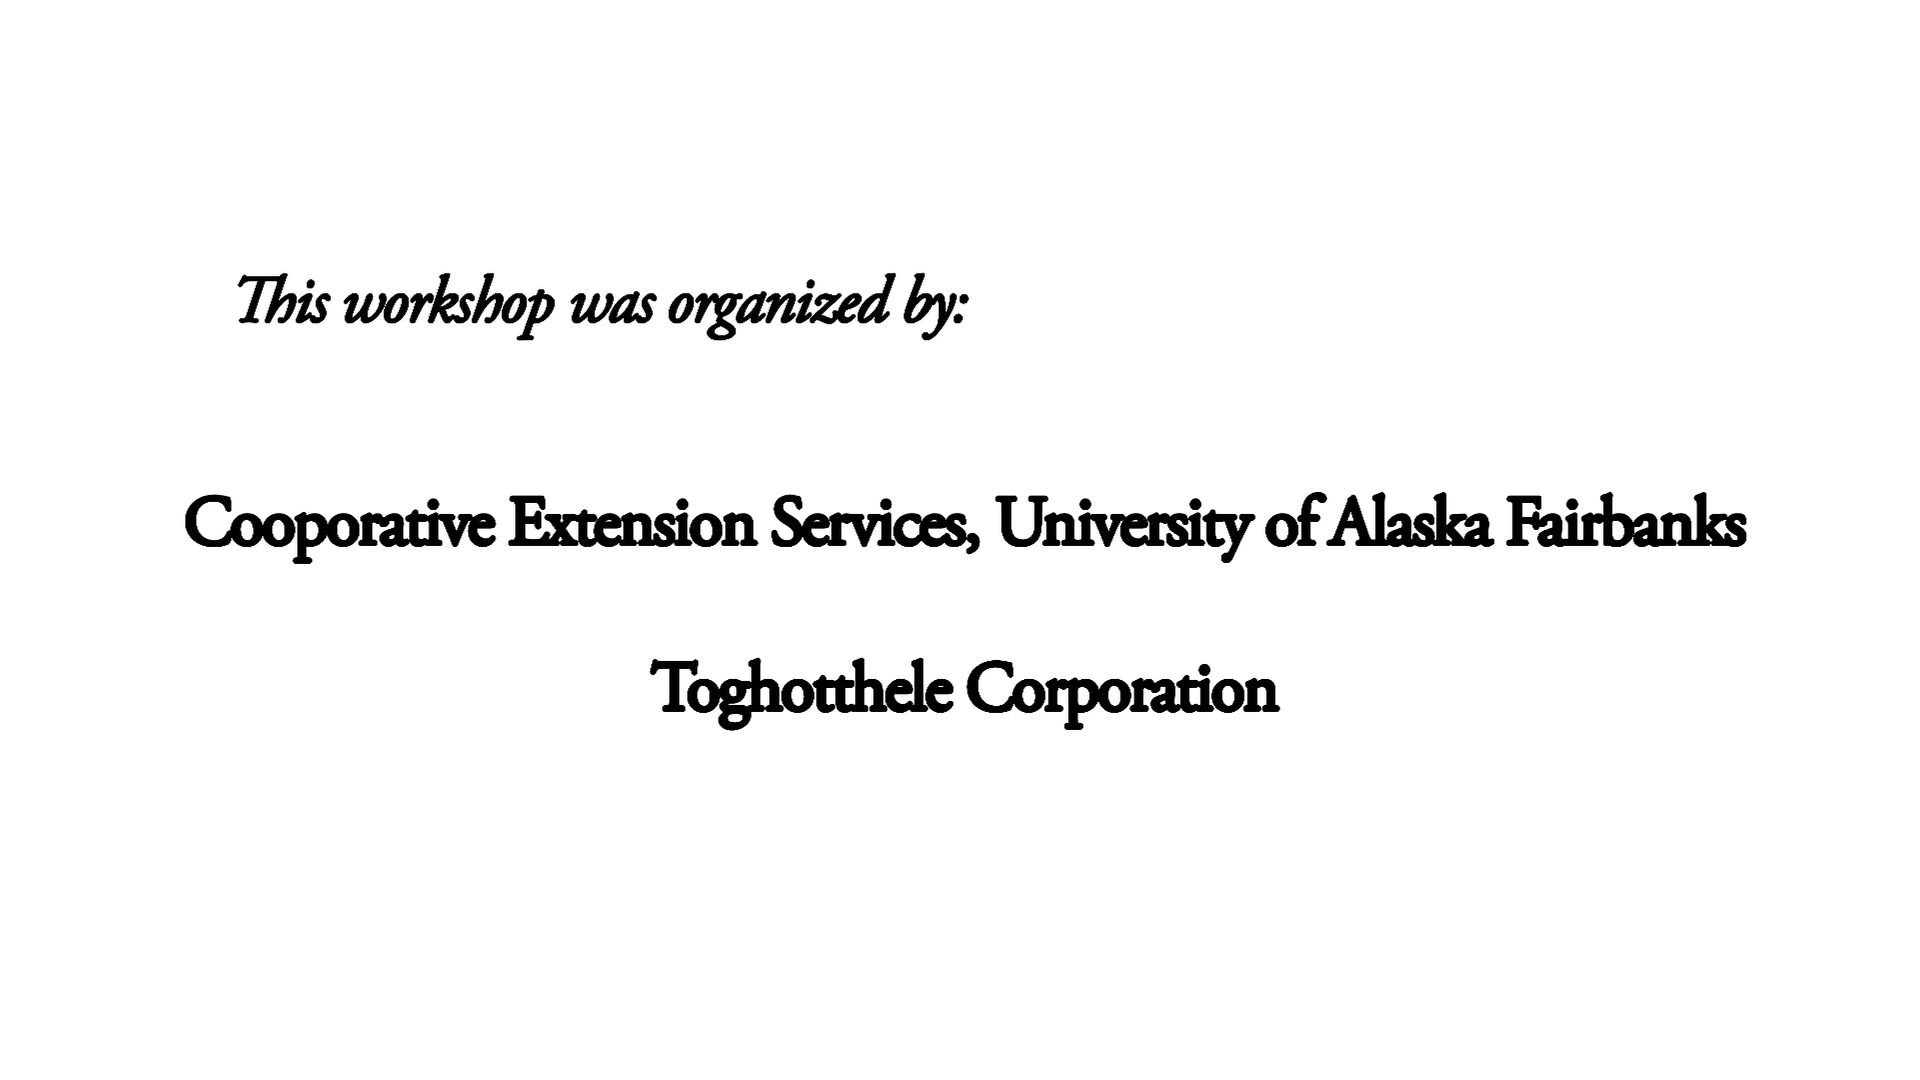 This workshop was organized by:
Cooporative Extension Services, University of Alaska Fairbanks
Toghotthele Corporation